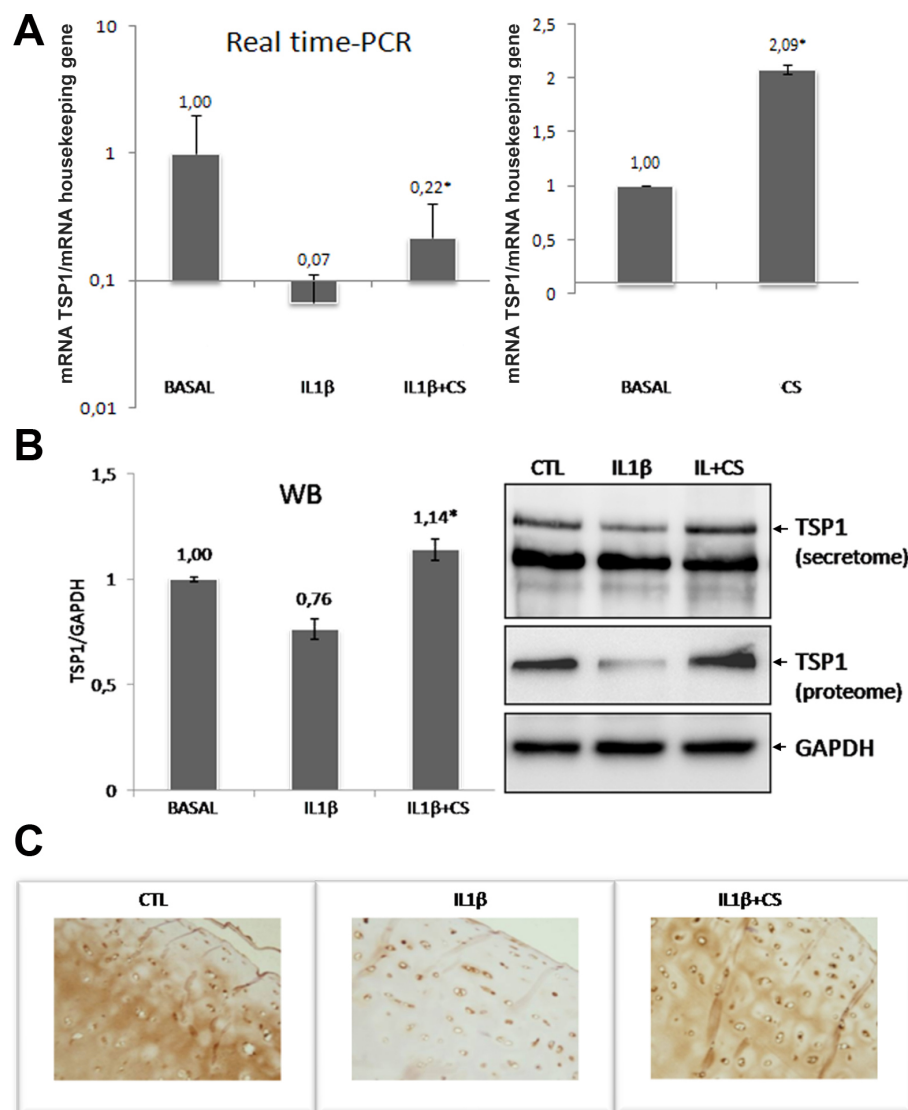 A
Real time-PCR
mRNA TSP1/mRNA housekeeping gene
10
1
0,1
0,01
1,00
0,07
0,22*
BASAL
IL1β
IL1β+CS
mRNA TSP1/mRNA housekeeping gene
2,5
2
1,5
1
0,5
0
1,00
2,09*
BASAL
CS
B
WB
TSP1/GAPDH
1,5
1
0,5
0
1,00
0,76
1,14*
BASAL
IL1β
IL1β+CS
CTL IL1β IL+CS
TSP1
(secretome)
TSP1
(proteome)
GAPDH
C
CTL
IL1β
IL1β+CS